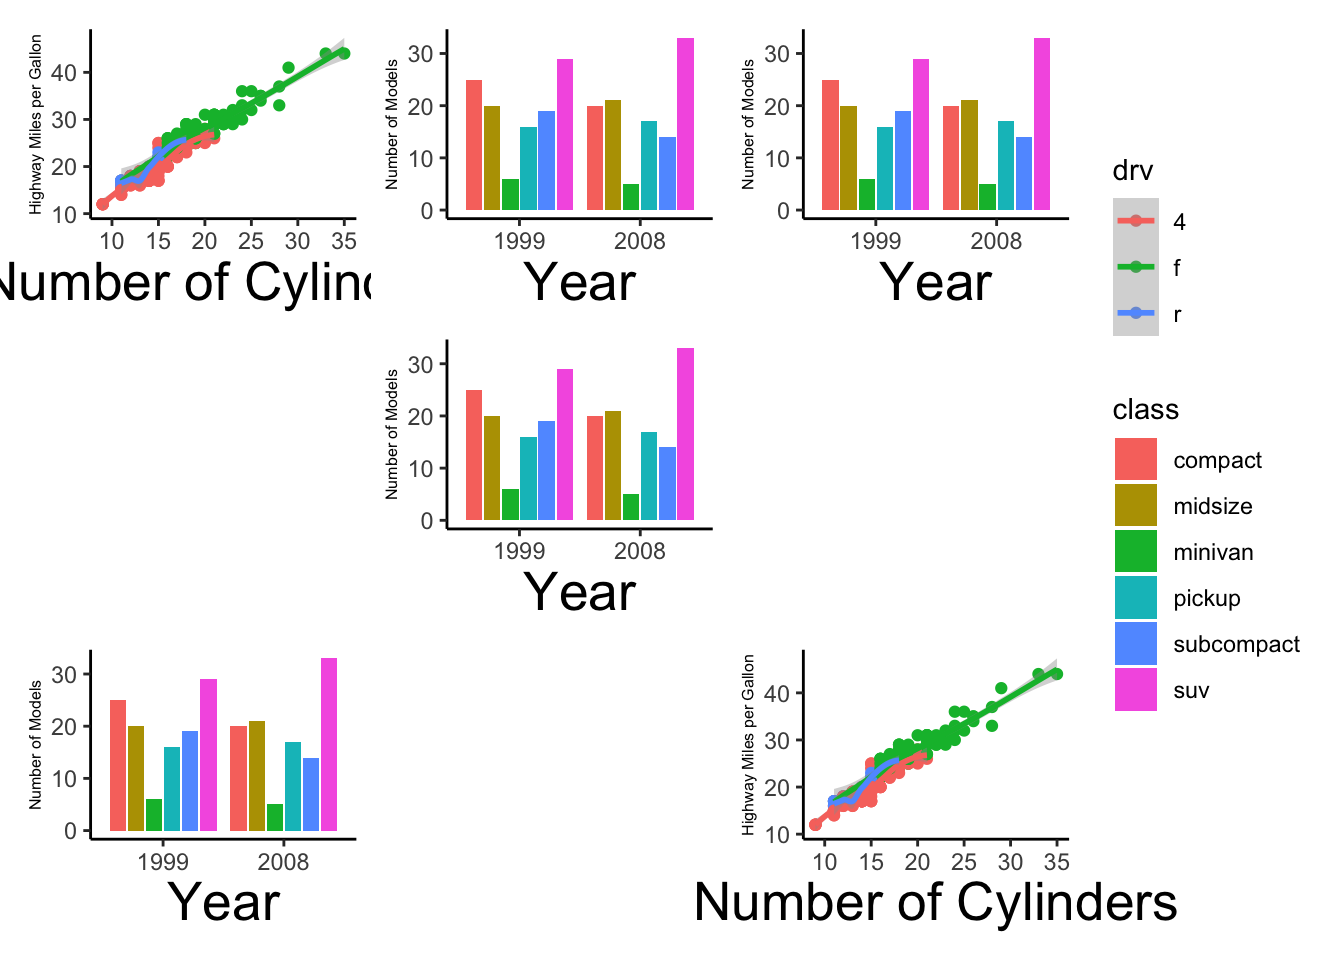 Highway Miles per Gallon
40
30
20
10
10 15 20 25 30 35
Number of Cylind
Number of Models
30
20
10
0
1999 2008
Year
Number of Models
30
20
10
0
1999 2008
Year
drv
4
f
r
class
compact
midsize
minivan
pickup
subcompact
suv
Number of Models
30
20
10
0
1999 2008
Year
Number of Models
30
20
10
0
1999 2008
Year
Highway Miles per Gallon
40
30
20
10
10 15 20 25 30 35
Number of Cylinders